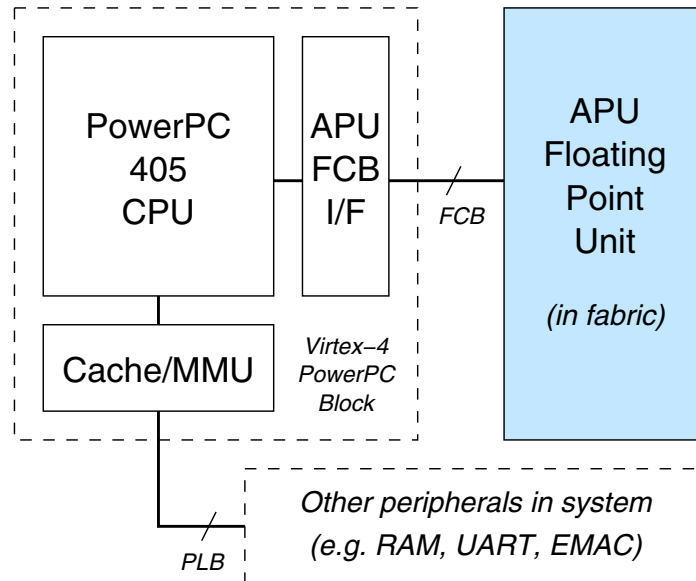 PowerPC
405
CPU
APU
FCB
I/F
FCB
APU
Floating
Point
Unit
(in fabric)
Cache/MMU
Virtex−4
PowerPC
Block
PLB
Other peripherals in system
(e.g. RAM, UART, EMAC)